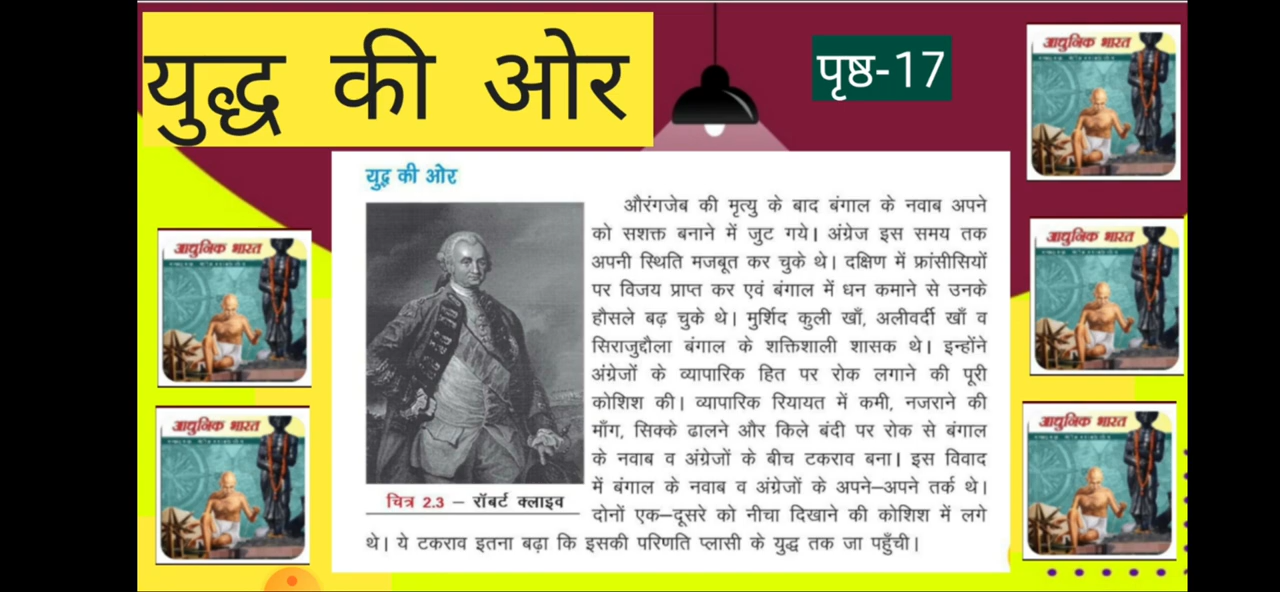 युद्ध की ओर
पृष्ठ-17
आधुनिक भारत
युद्ध की ओर
औरंगजेब की मृत्यु के बाद बंगाल के नवाब अपने
को सशक्त बनाने में जुट गये। अंग्रेज इस समय तक
अपनी स्थिति मजबूत कर चुके थे। दक्षिण में फ्रांसीसियों
पर विजय प्राप्त कर एवं बंगाल में धन कमाने से उनके
हौसले बढ़ चुके थे। मुर्शिद कुली खाँ, अलीवर्दी खाँ व
सिराजुद्दौला बंगाल के शक्तिशाली शासक थे। इन्होंने
अंग्रेजों के व्यापारिक हित पर रोक लगाने की पूरी
कोशिश की। व्यापारिक रियायत में कमी, नजराने की
माँग, सिक्के ढालने और किले बंदी पर रोक से बंगाल
के नवाब व अंग्रेजों के बीच टकराव बना। इस विवाद
में बंगाल के नवाब व अंग्रेजों के अपने–अपने तर्क थे।
दोनों एक–दूसरे को नीचा दिखाने की कोशिश में लगे
थे। ये टकराव इतना बढ़ा कि इसकी परिणति प्लासी के युद्ध तक जा पहुँची।
चित्र 2.3 – रॉबर्ट क्लाइव
आधुनिक भारत
आधुनिक भारत
आधुनिक भारत
आधुनिक भारत